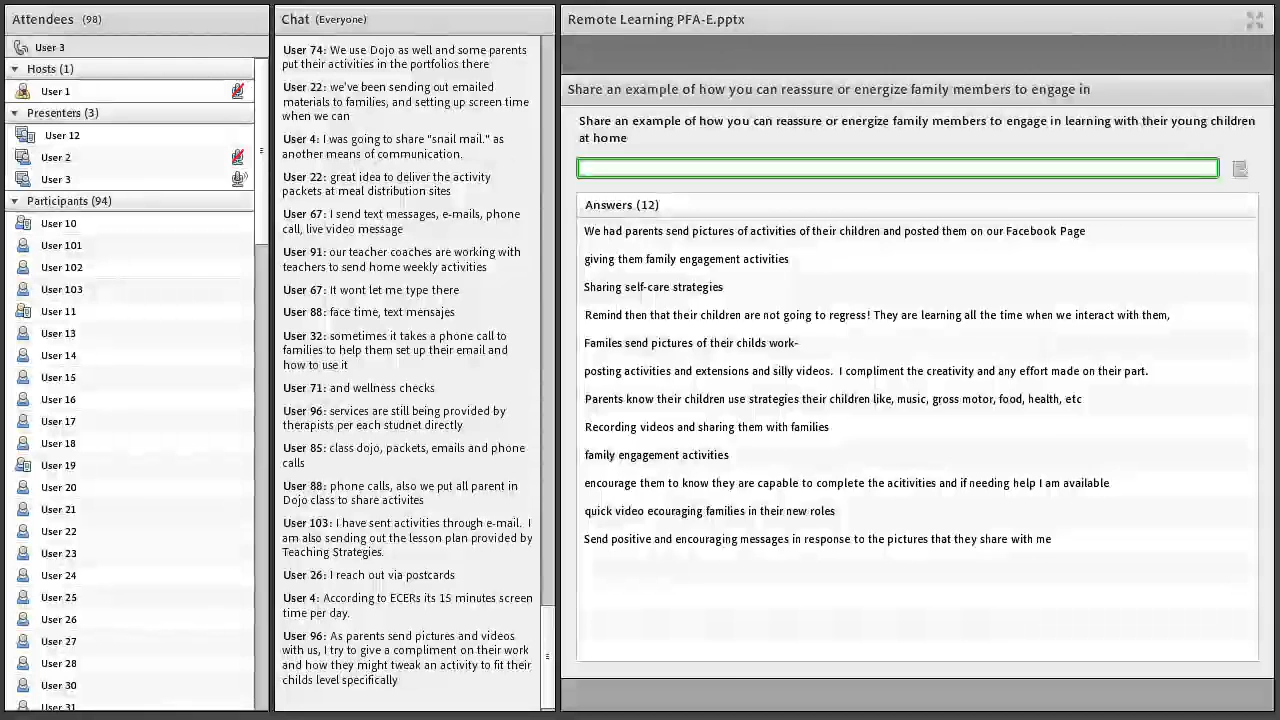 Attendees (98)
User 3
Hosts (1)
User 1
Presenters (3)
User 12
User 2
User 3
Participants (94)
User 10
User 101
User 102
User 103
User 11
User 13
User 14
User 15
User 16
User 17
User 18
User 19
User 20
User 21
User 22
User 23
User 24
User 25
User 26
User 27
User 28
User 30
User 31
Chat (Everyone)
User 74: We use Dojo as well and some parents
put their activities in the portfolios there
User 22: we've been sending out emailed
materials to families, and setting up screen time
when we can
User 4: I was going to share "snail mail." as
another means of communication.
User 22: great idea to deliver the activity
packets at meal distribution sites
User 67: I send text messages, e-mails, phone
call, live video message
User 91: our teacher coaches are working with
teachers to send home weekly activities
User 67: It wont let me type there
User 88: face time, text mensajes
User 32: sometimes it takes a phone call to
families to help them set up their email and
how to use it
User 71: and wellness checks
User 96: services are still being provided by
therapists per each studnet directly
User 85: class dojo, packets, emails and phone
calls
User 88: phone calls, also we put all parent in
Dojo class to share activites
User 103: I have sent activities through e-mail. I
am also sending out the lesson plan provided by
Teaching Strategies.
User 26: I reach out via postcards
User 4: According to ECERs its 15 minutes screen
time per day.
User 96: As parents send pictures and videos
with us, I try to give a compliment on their work
and how they might tweak an activity to fit their
childs level specifically
Remote Learning PFA-E.pptx
Share an example of how you can reassure or energize family members to engage in
Share an example of how you can reassure or energize family members to engage in learning with their young children
at home
Answers (12)
We had parents send pictures of activities of their children and posted them on our Facebook Page
giving them family engagement activities
Sharing self-care strategies
Remind then that their children are not going to regress! They are learning all the time when we interact with them,
Familes send pictures of their childs work-
posting activities and extensions and silly videos. I compliment the creativity and any effort made on their part.
Parents know their children use strategies their children like, music, gross motor, food, health, etc
Recording videos and sharing them with families
family engagement activities
encourage them to know they are capable to complete the acitivities and if needing help I am available
quick video ecouraging families in their new roles
Send positive and encouraging messages in response to the pictures that they share with me